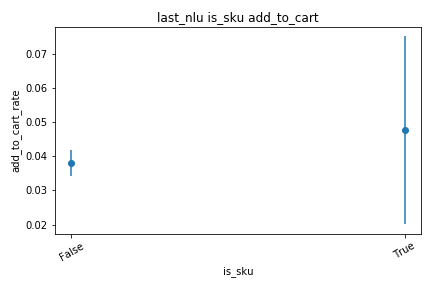 last_nlu is_sku add_to_cart
add_to_cart_rate
0.07
0.06
0.05
0.04
0.03
0.02
False
True
is_sku